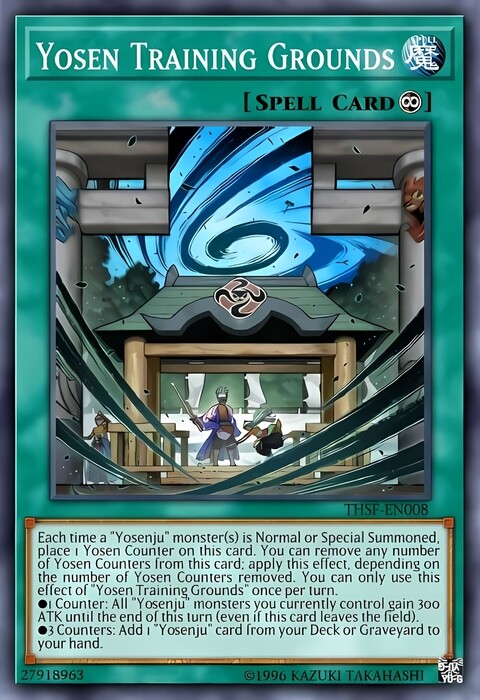 YOSEN TRAINING GROUNDS 魔
[SPELL CARD ]
THSF-EN008
Each time a "Yosenju" monster(s) is Normal or Special Summoned,
place 1 Yosen Counter on this card. You can remove any number
of Yosen Counters from this card; apply this effect, depending on
the number of Yosen Counters removed. You can only use this
effect of "Yosen Training Grounds" once per turn.
●1 Counter: All "Yosenju" monsters you currently control gain 300
ATK until the end of this turn (even if this card leaves the field).
●3 Counters: Add 1 "Yosenju" card from your Deck or Graveyard to
your hand.
27918963 ©1996 KAZUKI TAKAHASHI